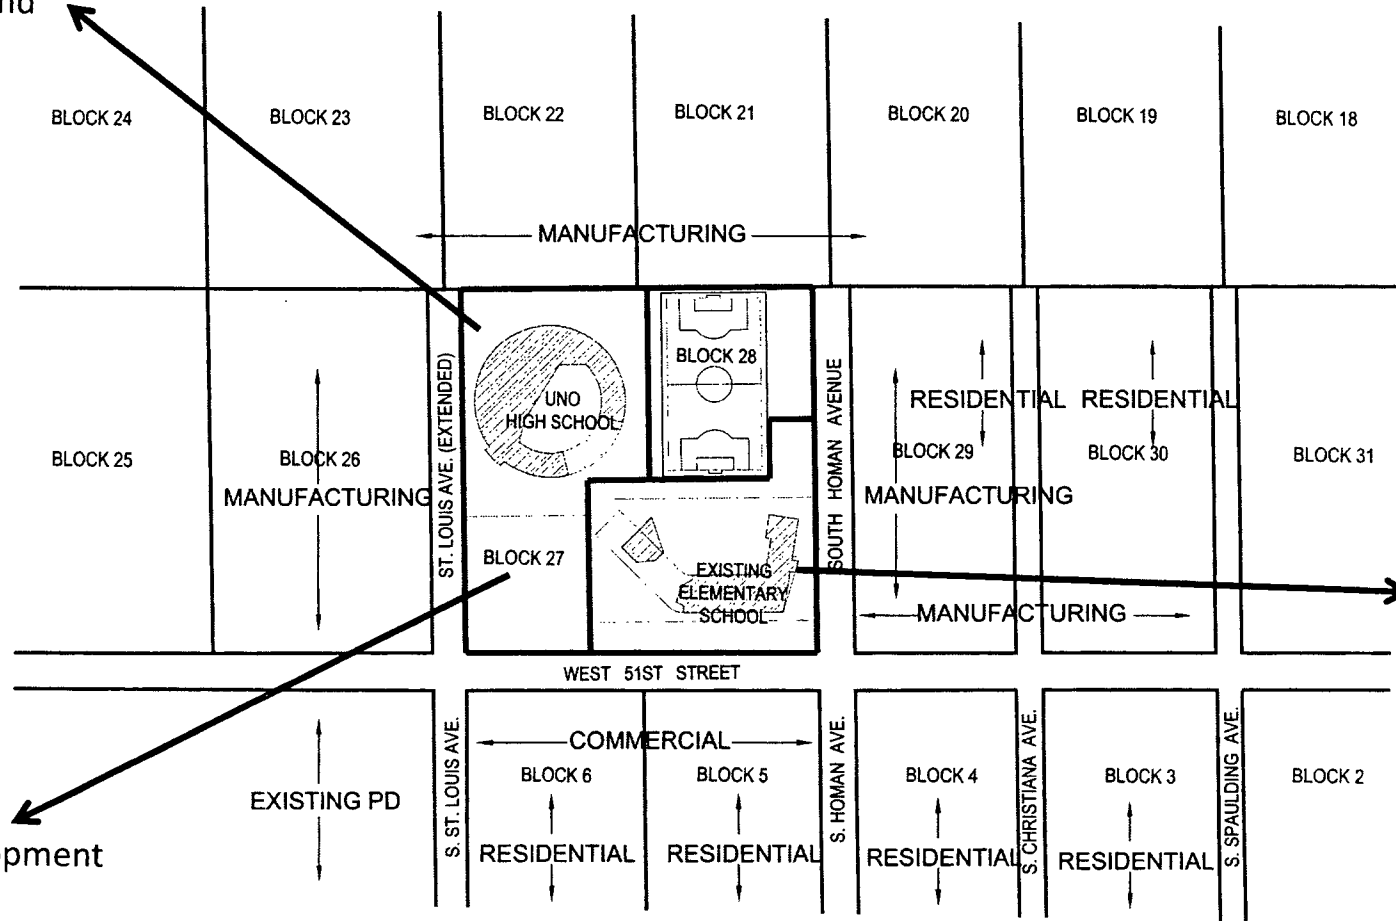 nd
BLOCK 24
BLOCK 23
BLOCK 22
BLOCK 21
BLOCK 20
BLOCK 19
BLOCK 18
MANUFACTURING
ST. LOUIS AVE. (EXTENDED)
UNO
HIGH SCHOOL
BLOCK 28
SOUTH HOMAN AVENUE
RESIDENTIAL
RESIDENTIAL
BLOCK 25
BLOCK 26
MANUFACTURING
BLOCK 29
MANUFACTURING
BLOCK 30
BLOCK 31
BLOCK 27
EXISTING
ELEMENTARY
SCHOOL
MANUFACTURING
WEST 51ST STREET
S. ST. LOUIS AVE.
COMMERCIAL
S. HOMAN AVE.
S. CHRISTIANA AVE.
S. SPAULDING AVE.
EXISTING PD
BLOCK 6
BLOCK 5
BLOCK 4
BLOCK 3
BLOCK 2
RESIDENTIAL
RESIDENTIAL
RESIDENTIAL
RESIDENTIAL
opment